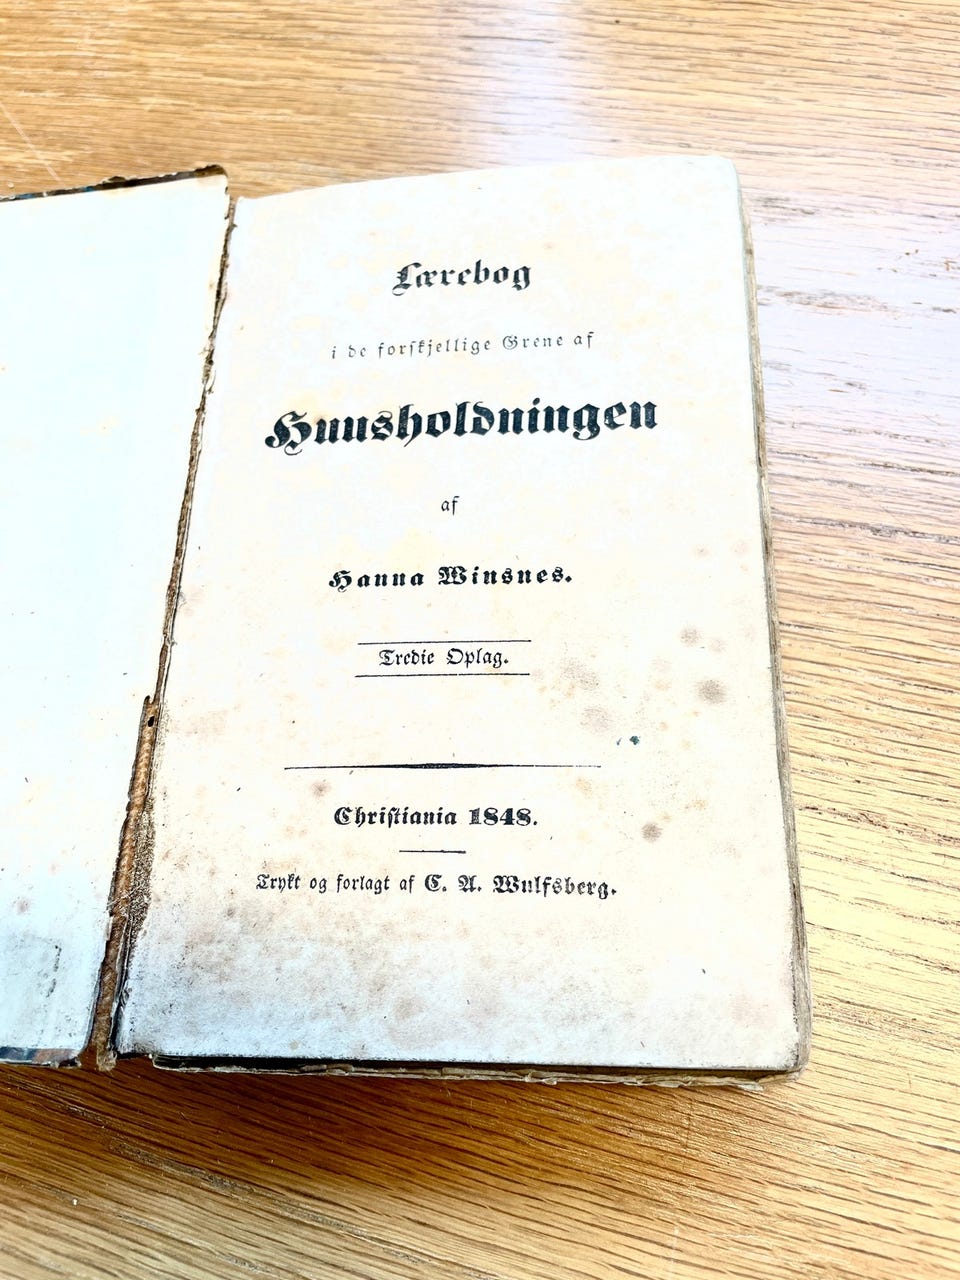 Lærebog
i de forskjellige Grene af
Huusholdningen
af
Hanna Winsnes.
Tredie Oplag.
Christiania 1848.
Trykt og forlagt af C. A. Wulfsberg.